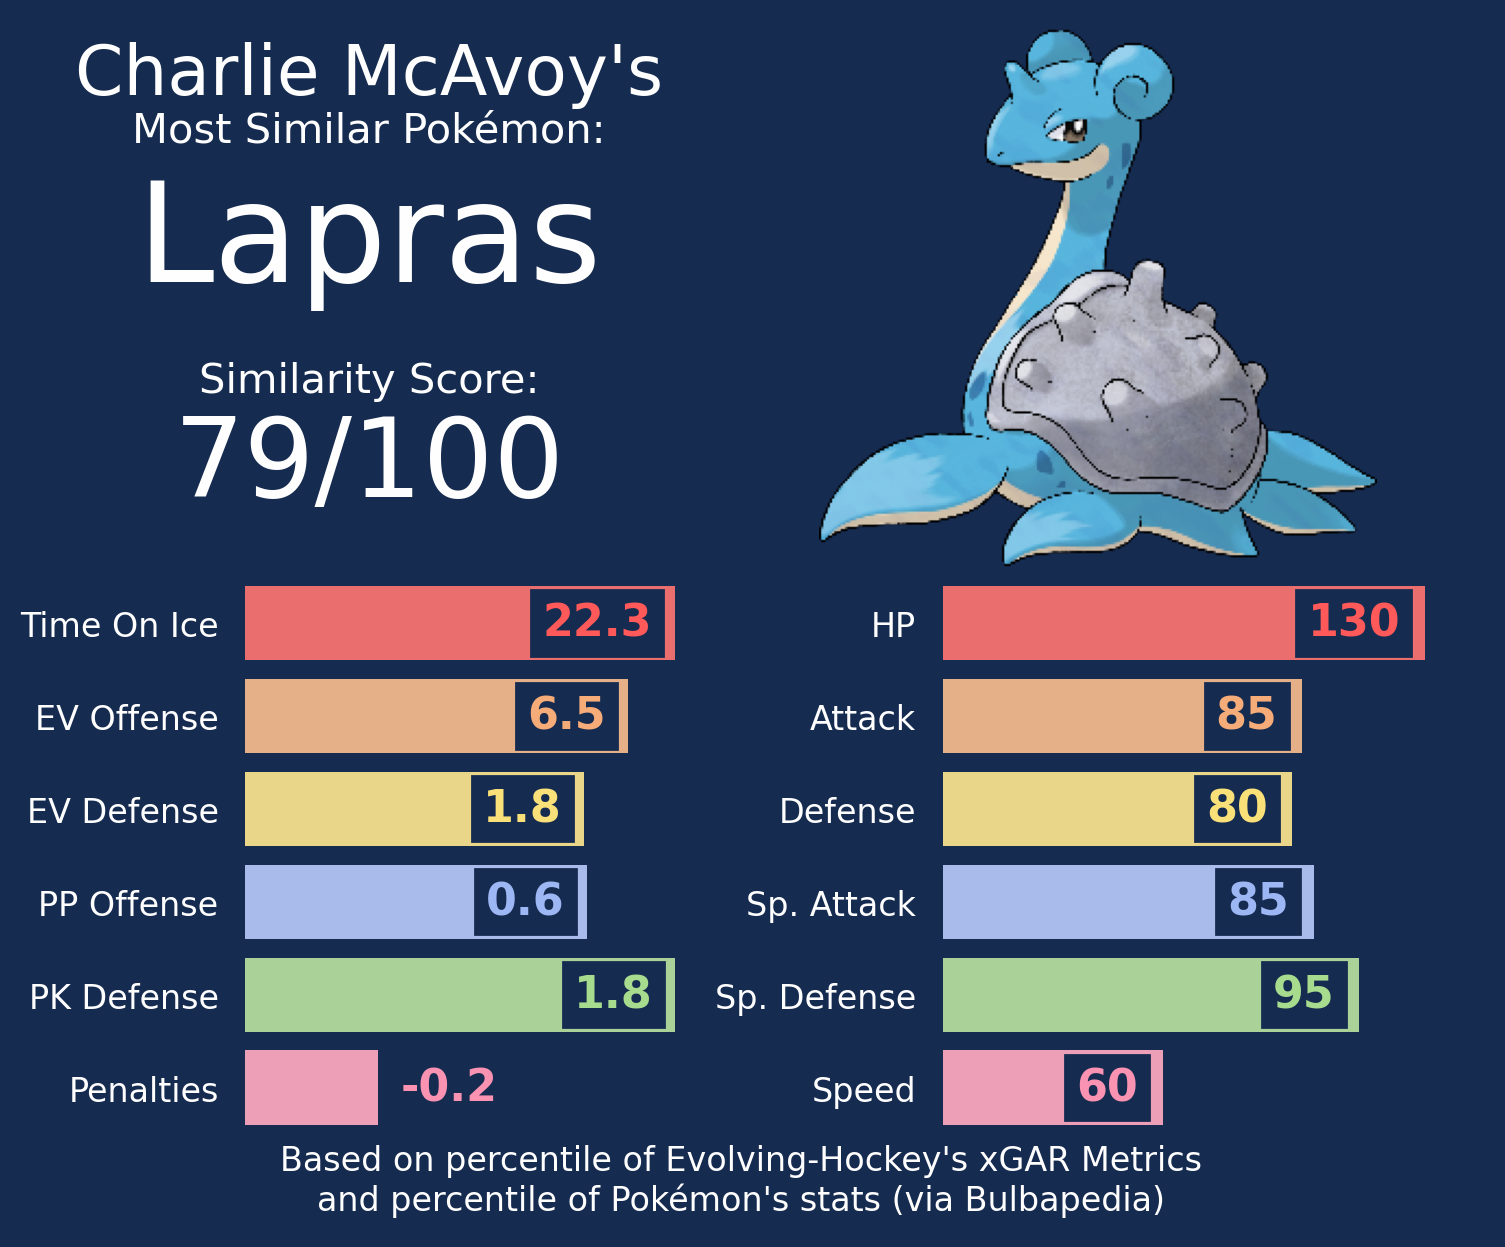 Charlie McAvoy's
Most Similar Pokémon:
Lapras
Similarity Score:
79/100
Time On Ice 22.3
EV Offense 6.5
EV Defense 1.8
PP Offense 0.6
PK Defense 1.8
Penalties -0.2
HP 130
Attack 85
Defense 80
Sp. Attack 85
Sp. Defense 95
Speed 60
Based on percentile of Evolving-Hockey's xGAR Metrics
and percentile of Pokémon's stats (via Bulbapedia)